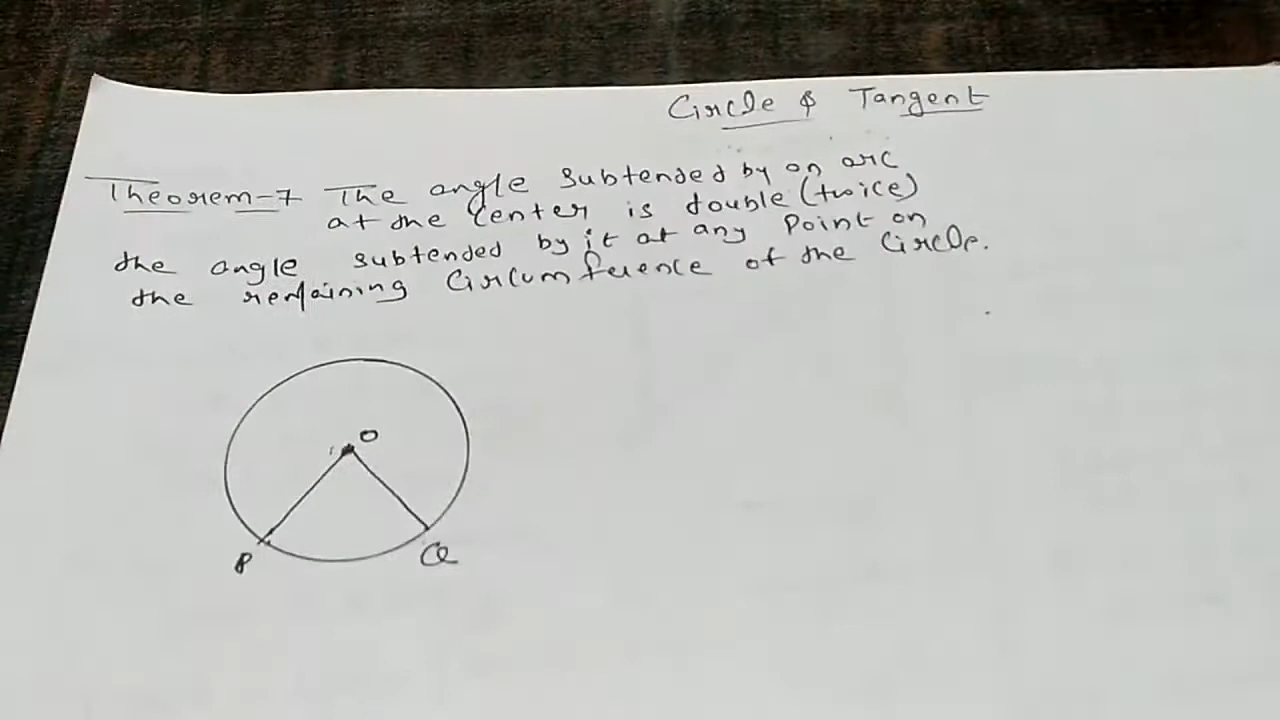 Circle & Tangent
Theorem-7 The angle subtended by an arc
at the center is double (twice)
the angle subtended by it at any point on
the remaining Circumference of the Circle.
O
P
Q